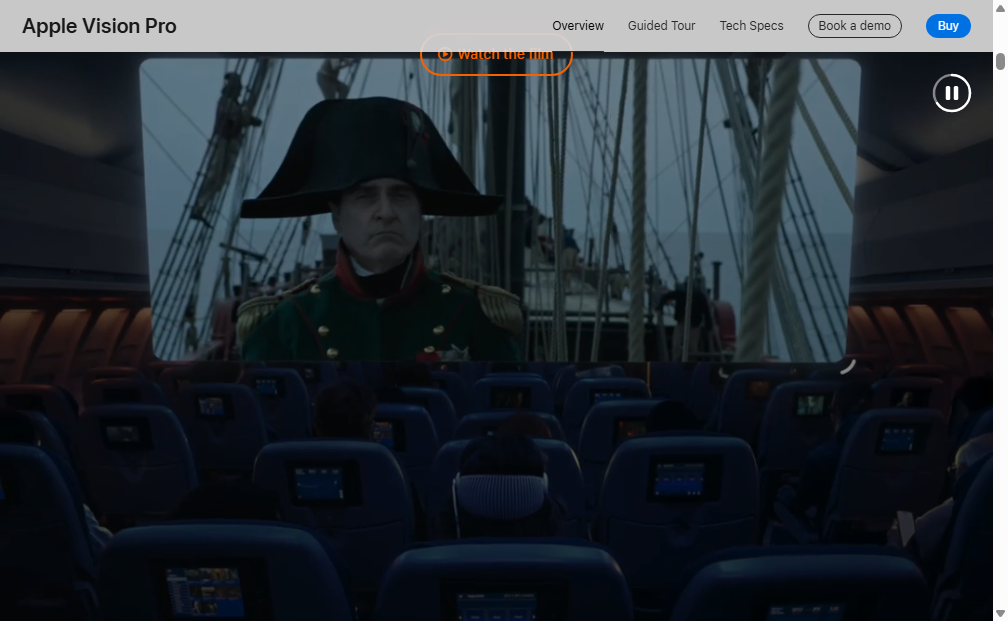 Apple Vision Pro
Overview
Guided Tour
Tech Specs
Book a demo
Buy
Watch the film